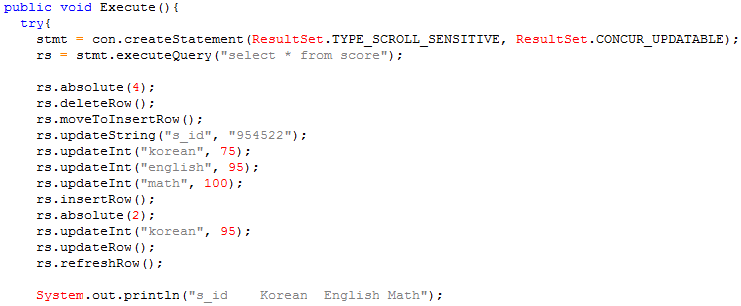 public void Execute(){
  try{
    stmt = con.createStatement(ResultSet.TYPE_SCROLL_SENSITIVE, ResultSet.CONCUR_UPDATABLE);
    rs = stmt.executeQuery("select * from score");

    rs.absolute(4);
    rs.deleteRow();
    rs.moveToInsertRow();
    rs.updateString("s_id", "954522");
    rs.updateInt("korean", 75);
    rs.updateInt("english", 95);
    rs.updateInt("math", 100);
    rs.insertRow();
    rs.absolute(2);
    rs.updateInt("korean", 95);
    rs.updateRow();
    rs.refreshRow();

    System.out.println("s_id    Korean  English Math");